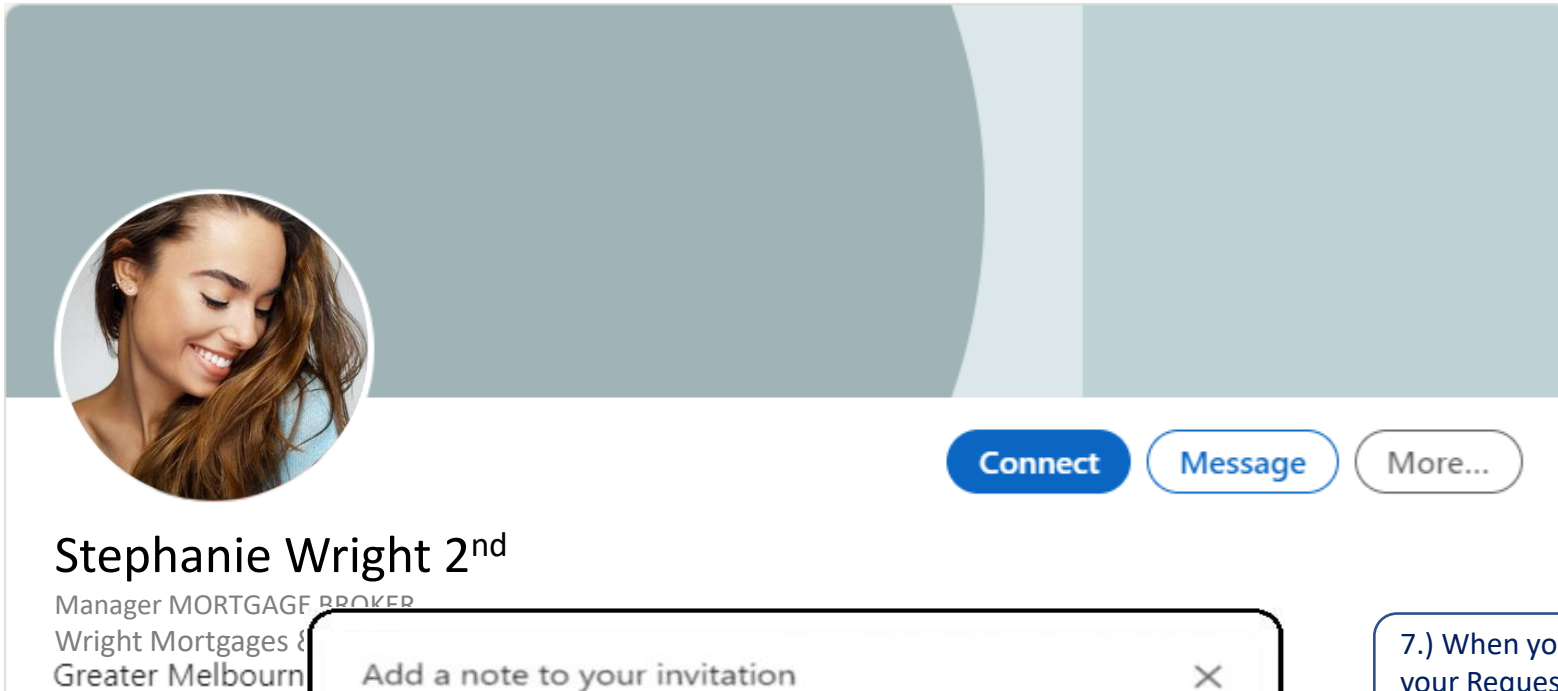 Connect Message More...
Stephanie Wright 2nd
Manager MORTGAGE BROKER
Wright Mortgages &
Greater Melbourn
Add a note to your invitation
7.) When yo
your Reques